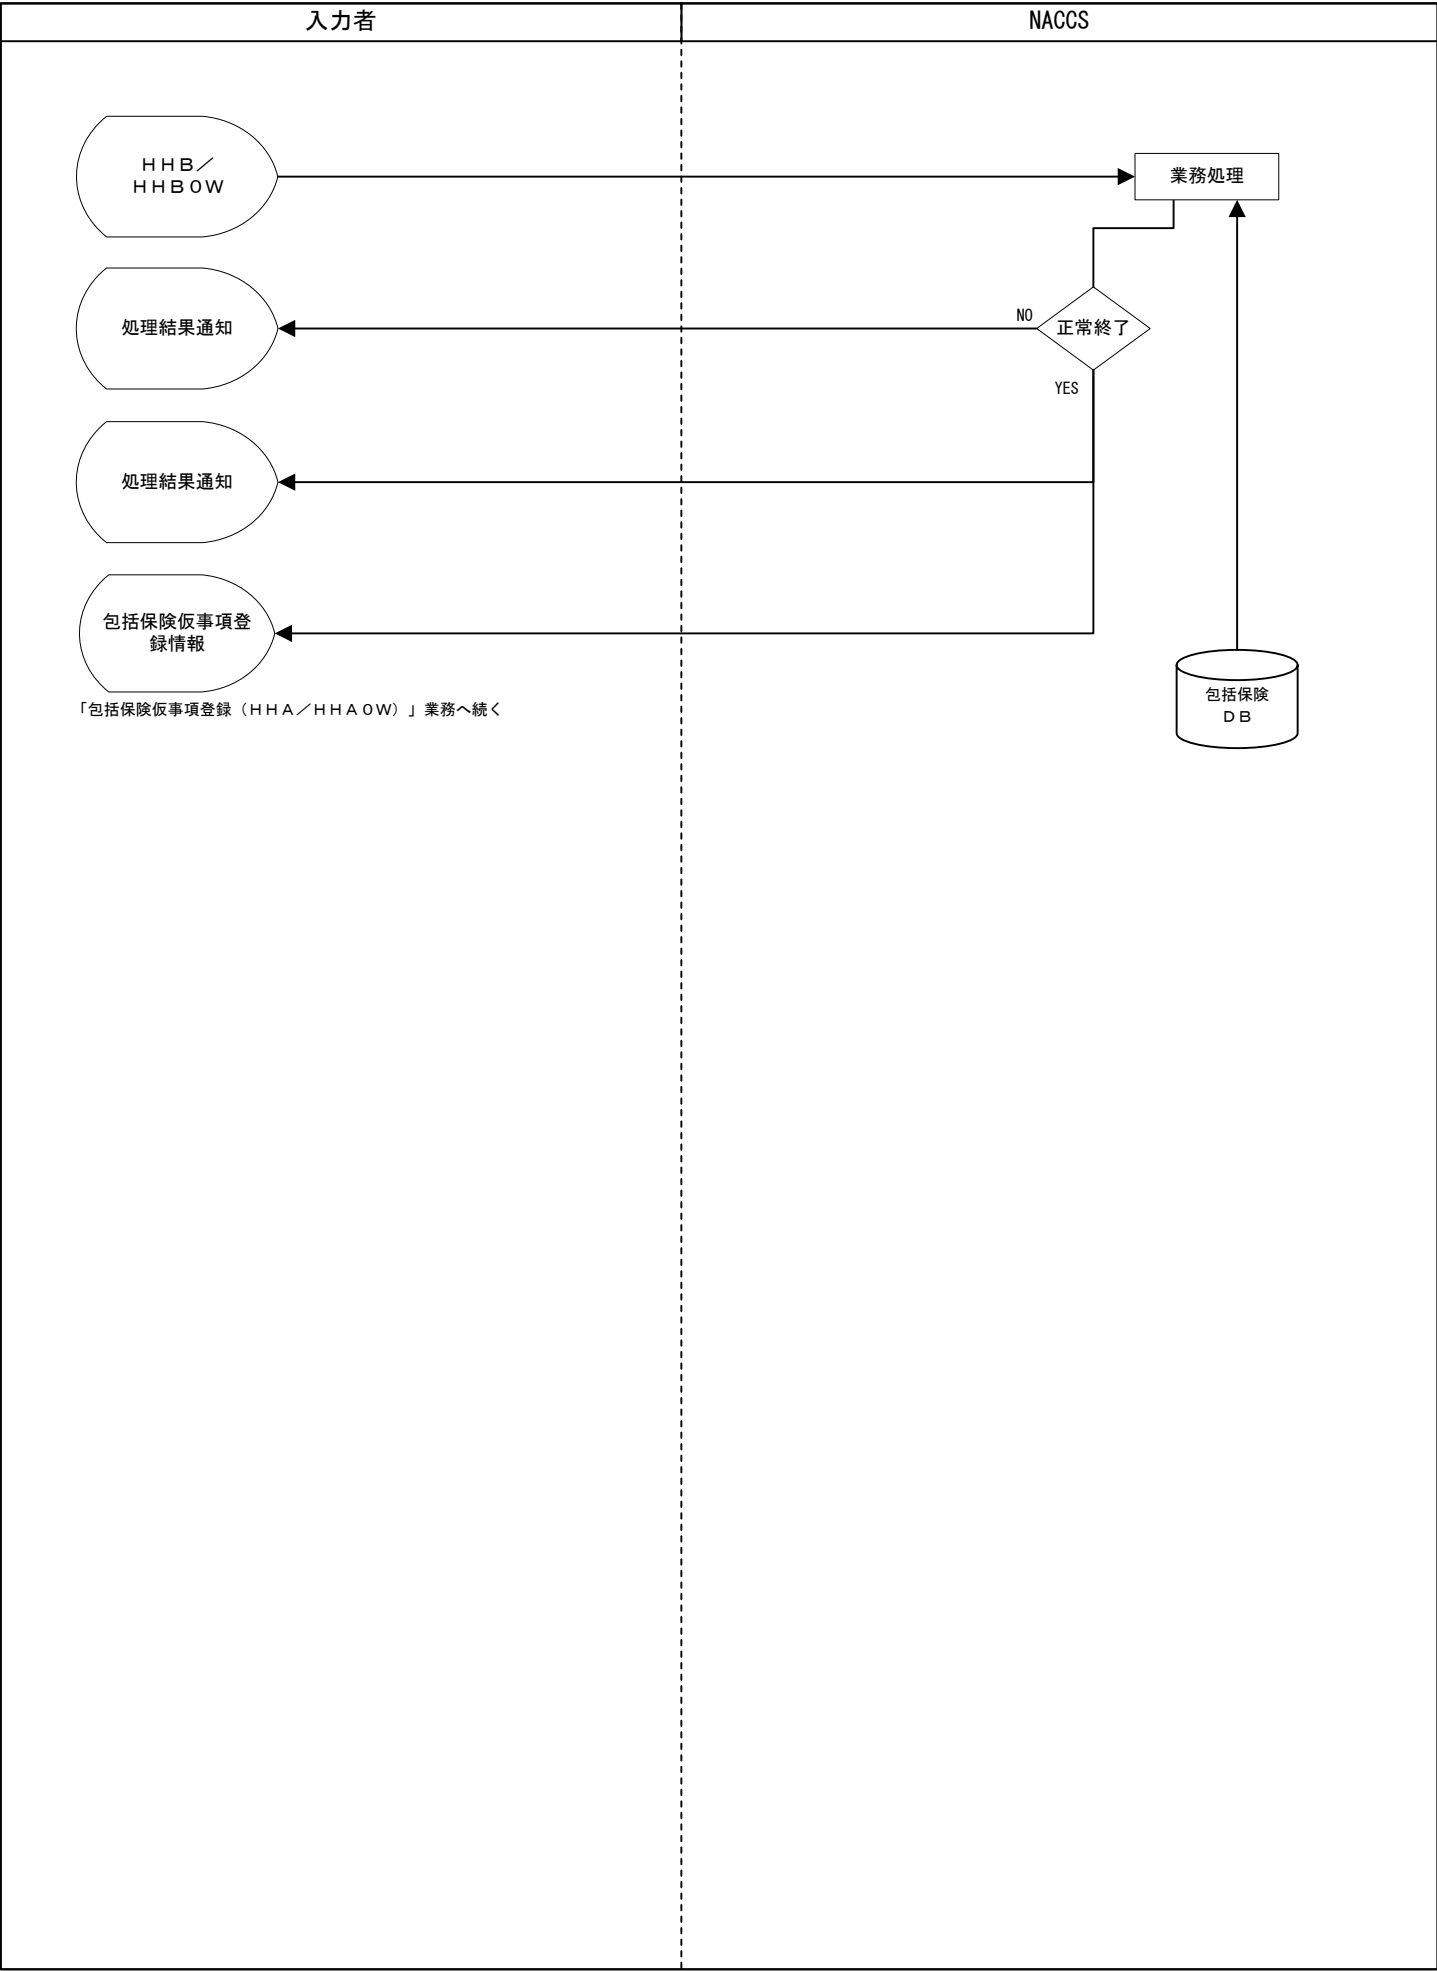 入力者
NACCS
ＨＨＢ／
ＨＨＢ０Ｗ
業務処理
処理結果通知
NO
正常終了
YES
処理結果通知
包括保険仮事項登
録情報
「包括保険仮事項登録（ＨＨＡ／ＨＨＡ０Ｗ）」業務へ続く
包括保険
ＤＢ